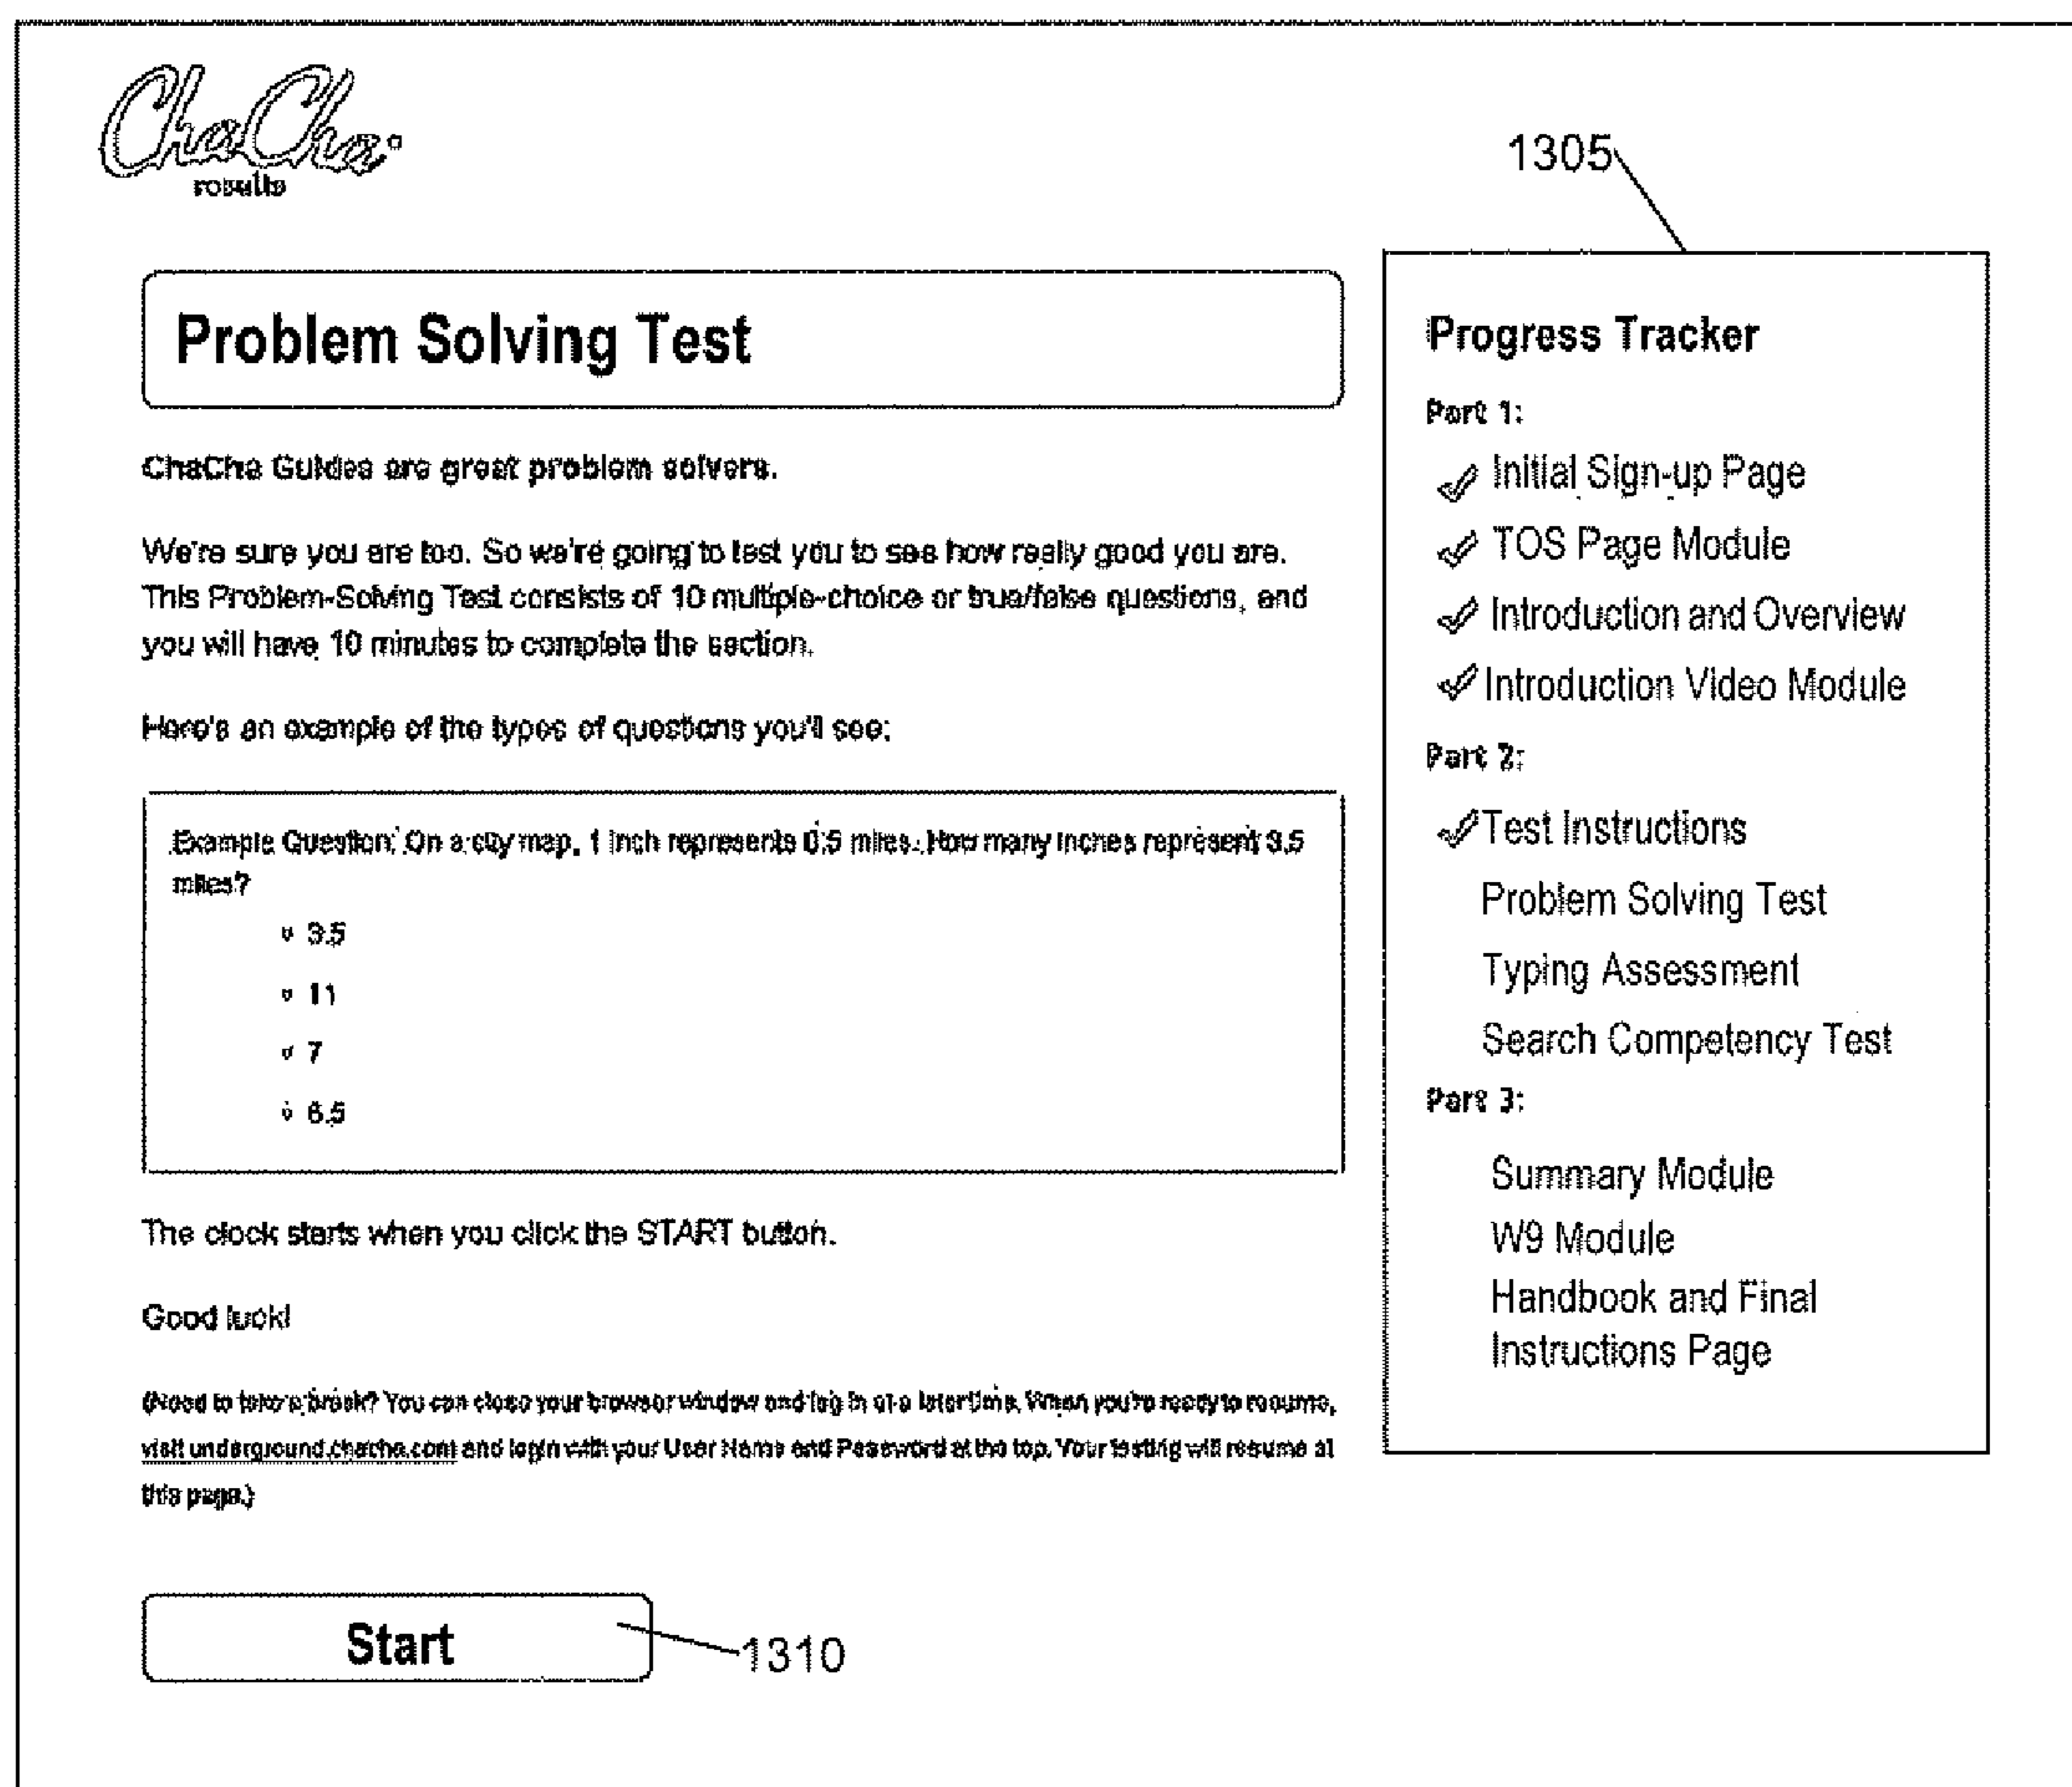 ChaCha
results
1305
Problem Solving Test
ChaCha Guides are great problem solvers.
We're sure you are too. So we're going to test you to see how really good you are.
This Problem-Solving Test consists of 10 multiple-choice or true/false questions, and
you will have 10 minutes to complete the section.
Here's an example of the types of questions you'll see:
Example Question: On a city map, 1 inch represents 0.5 miles. How many inches represent 3.5
miles?
3.5
11
7
6.5
The clock starts when you click the START button.
Good luck!
(Need to take a break? You can close your browser window and log in at a later time. When you're ready to resume,
visit underground.chacha.com and login with your User Name and Password at the top. Your testing will resume at
this page.)
Start
1310
Progress Tracker
Part 1:
Initial Sign-up Page
TOS Page Module
Introduction and Overview
Introduction Video Module
Part 2:
Test Instructions
Problem Solving Test
Typing Assessment
Search Competency Test
Part 3:
Summary Module
W9 Module
Handbook and Final
Instructions Page